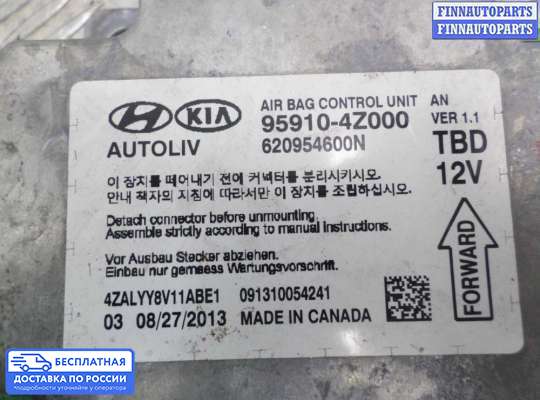 FINNAUTOPARTS
FINNAUTOPARTS
KIA
AUTOLIV
AIR BAG CONTROL UNIT
95910-4Z000
620954600N
AN
VER 1.1
TBD
12V
이 장치를 떼어내기 전에 커넥터를 분리시키시오.
안내 책자의 지침에 따라서만 이 장치를 조립하십시오.
Detach connector before unmounting.
Assemble strictly according to manual instructions.
Vor Ausbau Stecker abziehen.
Einbau nur gemaess Wartungsvorschrift.
FORWARD
4ZALYY8V11ABE1 091310054241
03 08/27/2013 MADE IN CANADA
БЕСПЛАТНАЯ
ДОСТАВКА ПО РОССИИ